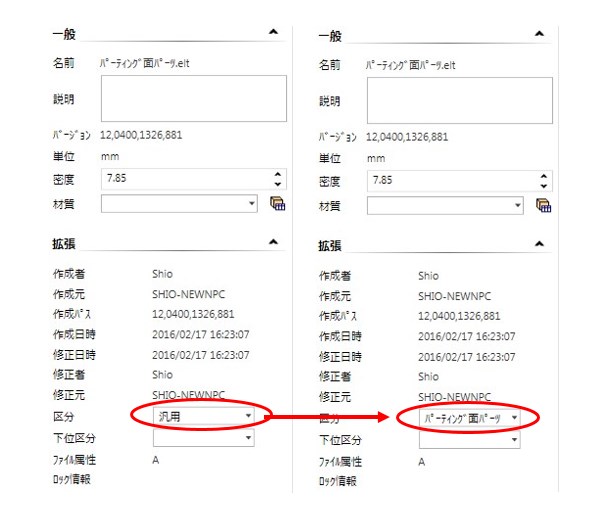 一般
名前 ﾊﾟｰﾃｨﾝｸﾞ面ﾊﾟｰﾂ.elt
説明
ﾊﾞｰｼﾞｮﾝ 12,0400,1326,881
単位 mm
密度 7.85
材質
拡張
作成者 Shio
作成元 SHIO-NEWNPC
作成ﾊﾟｽ 12,0400,1326,881
作成日時 2016/02/17 16:23:07
修正日時 2016/02/17 16:23:07
修正者 Shio
修正元 SHIO-NEWNPC
区分 汎用
下位区分
ﾌｧｲﾙ属性 A
ﾛｯｸ情報
一般
名前 ﾊﾟｰﾃｨﾝｸﾞ面ﾊﾟｰﾂ.elt
説明
ﾊﾞｰｼﾞｮﾝ 12,0400,1326,881
単位 mm
密度 7.85
材質
拡張
作成者 Shio
作成元 SHIO-NEWNPC
作成ﾊﾟｽ 12,0400,1326,881
作成日時 2016/02/17 16:23:07
修正日時 2016/02/17 16:23:07
修正者 Shio
修正元 SHIO-NEWNPC
区分 ﾊﾟｰﾃｨﾝｸﾞ面ﾊﾟｰﾂ
下位区分
ﾌｧｲﾙ属性 A
ﾛｯｸ情報